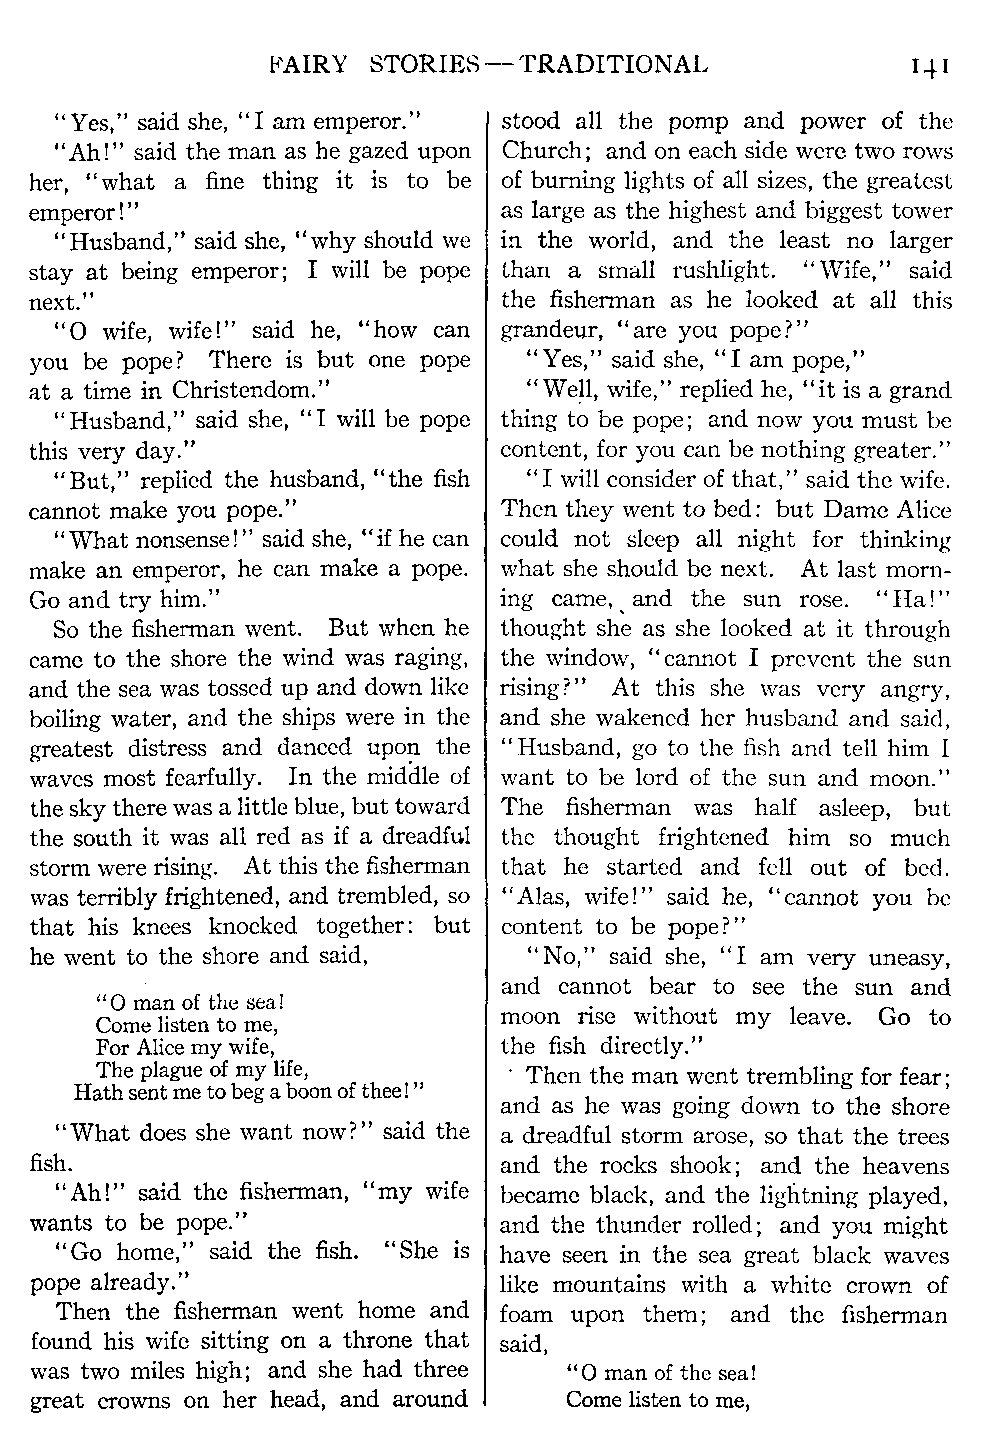 FAIRY STORIES—TRADITIONAL 141
"Yes," said she, "I am emperor."
"Ah!" said the man as he gazed upon
her, "what a fine thing it is to be
emperor!"
"Husband," said she, "why should we
stay at being emperor; I will be pope
next."
"O wife, wife!" said he, "how can
you be pope? There is but one pope
at a time in Christendom."
"Husband," said she, "I will be pope
this very day."
"But," replied the husband, "the fish
cannot make you pope."
"What nonsense!" said she, "if he can
make an emperor, he can make a pope.
Go and try him."
So the fisherman went. But when he
came to the shore the wind was raging,
and the sea was tossed up and down like
boiling water, and the ships were in the
greatest distress and danced upon the
waves most fearfully. In the middle of
the sky there was a little blue, but toward
the south it was all red as if a dreadful
storm were rising. At this the fisherman
was terribly frightened, and trembled, so
that his knees knocked together: but
he went to the shore and said,
"O man of the sea!
Come listen to me,
For Alice my wife,
The plague of my life,
Hath sent me to beg a boon of thee!"
"What does she want now?" said the
fish.
"Ah!" said the fisherman, "my wife
wants to be pope."
"Go home," said the fish. "She is
pope already."
Then the fisherman went home and
found his wife sitting on a throne that
was two miles high; and she had three
great crowns on her head, and around
stood all the pomp and power of the
Church; and on each side were two rows
of burning lights of all sizes, the greatest
as large as the highest and biggest tower
in the world, and the least no larger
than a small rushlight. "Wife," said
the fisherman as he looked at all this
grandeur, "are you pope?"
"Yes," said she, "I am pope,"
"Well, wife," replied he, "it is a grand
thing to be pope; and now you must be
content, for you can be nothing greater."
"I will consider of that," said the wife.
Then they went to bed: but Dame Alice
could not sleep all night for thinking
what she should be next. At last morn-
ing came, and the sun rose. "Ha!"
thought she as she looked at it through
the window, "cannot I prevent the sun
rising?" At this she was very angry,
and she wakened her husband and said,
"Husband, go to the fish and tell him I
want to be lord of the sun and moon."
The fisherman was half asleep, but
the thought frightened him so much
that he started and fell out of bed.
"Alas, wife!" said he, "cannot you be
content to be pope?"
"No," said she, "I am very uneasy,
and cannot bear to see the sun and
moon rise without my leave. Go to
the fish directly."
Then the man went trembling for fear;
and as he was going down to the shore
a dreadful storm arose, so that the trees
and the rocks shook; and the heavens
became black, and the lightning played,
and the thunder rolled; and you might
have seen in the sea great black waves
like mountains with a white crown of
foam upon them; and the fisherman
said,
"O man of the sea!
Come listen to me,